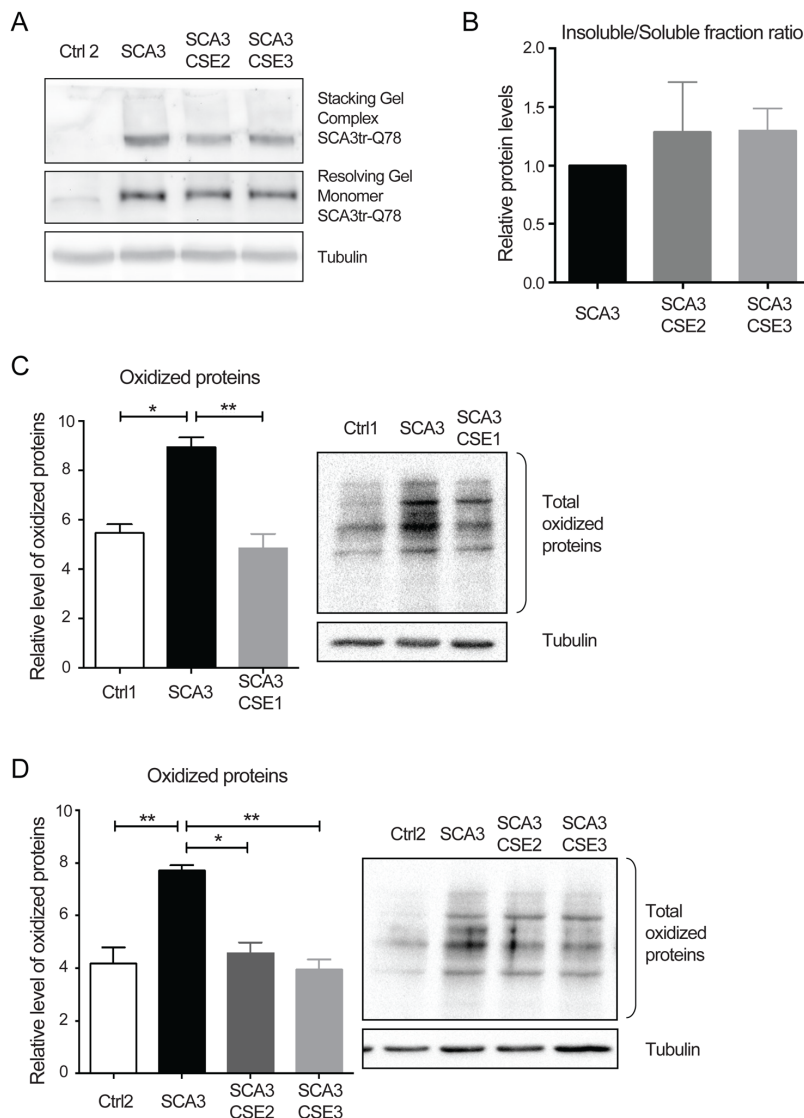 A
Ctrl 2
SCA3
SCA3
CSE2
SCA3
CSE3
Stacking Gel
Complex
SCA3tr-Q78
Resolving Gel
Monomer
SCA3tr-Q78
Tubulin
B
Insoluble/Soluble fraction ratio
Relative protein levels
2.0
1.5
1.0
0.5
0.0
SCA3
SCA3
CSE2
SCA3
CSE3
C
Oxidized proteins
* **
Relative level of oxidized proteins
10
8
6
4
2
0
Ctrl1
SCA3
SCA3
CSE1
Ctrl1
SCA3
SCA3
CSE1
Total
oxidized
proteins
Tubulin
D
Oxidized proteins
** **
*
Relative level of oxidized proteins
10
8
6
4
2
0
Ctrl2
SCA3
SCA3
CSE2
SCA3
CSE3
Ctrl2
SCA3
SCA3
CSE2
SCA3
CSE3
Total
oxidized
proteins
Tubulin